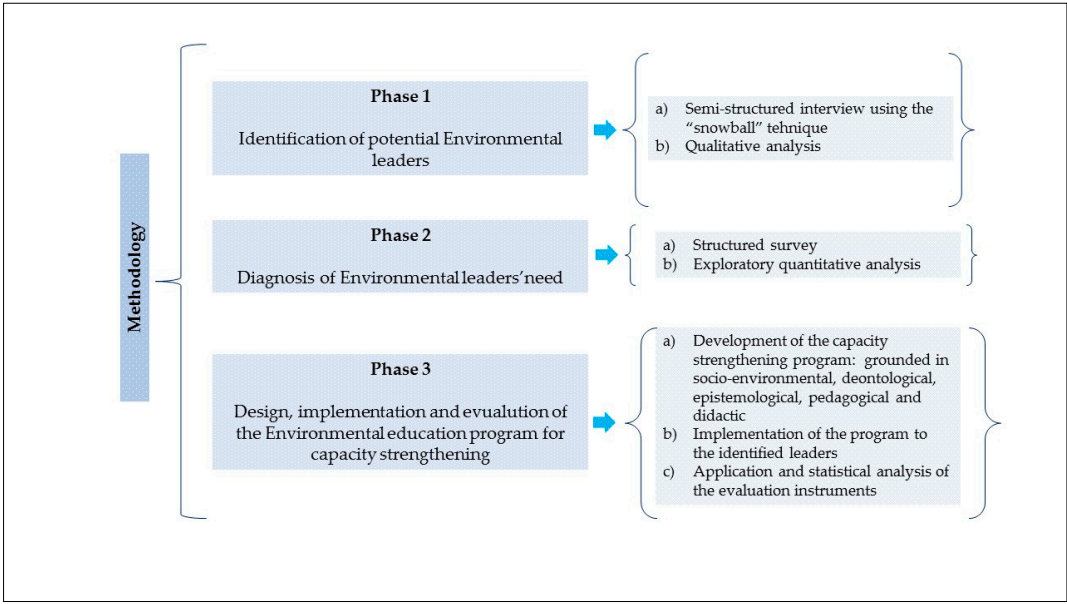 Methodology
Phase 1
Identification of potential Environmental
leaders
a) Semi-structured interview using the
“snowball” tehnique
b) Qualitative analysis
Phase 2
Diagnosis of Environmental leaders’need
a) Structured survey
b) Exploratory quantitative analysis
Phase 3
Design, implementation and evualution of
the Environmental education program for
capacity strengthening
a) Development of the capacity
strengthening program: grounded in
socio-environmental, deontological,
epistemological, pedagogical and
didactic
b) Implementation of the program to
the identified leaders
c) Application and statistical analysis of
the evaluation instruments